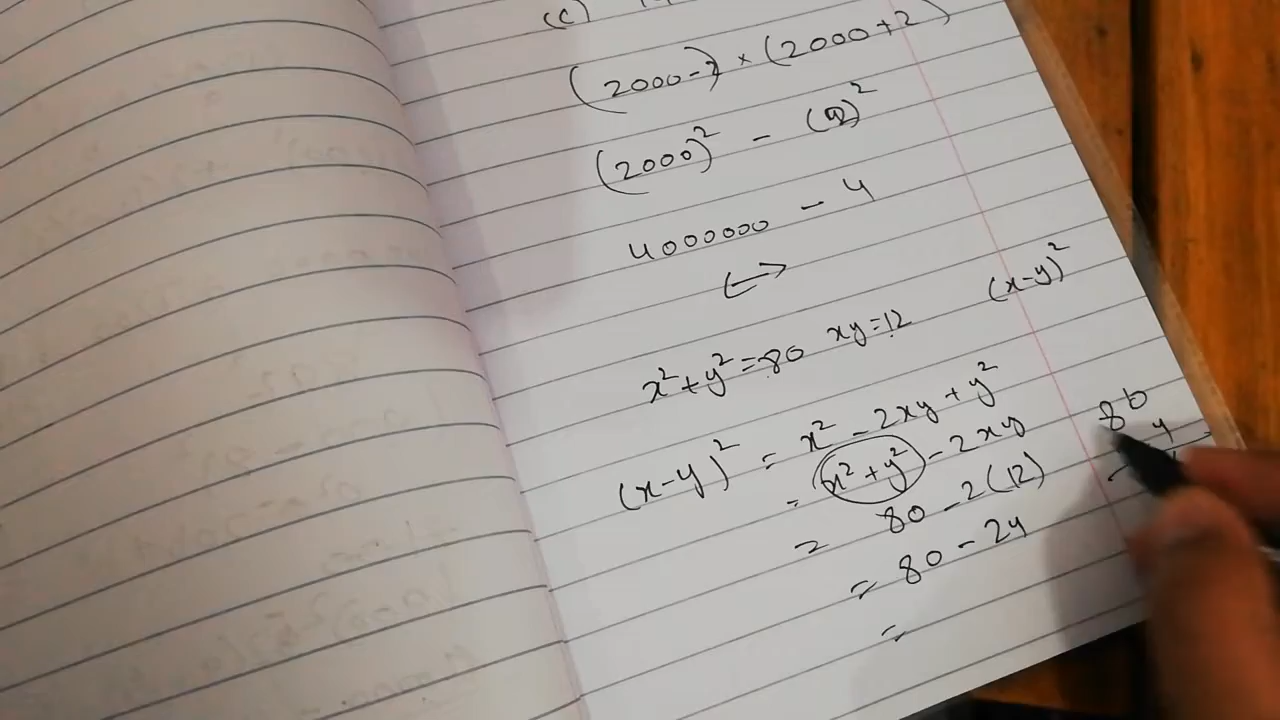 (c)
(2000-2) × (2000+2)
(2000)² - (2)²
4000000 - 4
x²+y²=80 xy=12 (x-y)²
(x-y)² = x² - 2xy + y²
= x²+y² - 2xy
= 80 - 2(12)
= 80 - 24
=
80
4